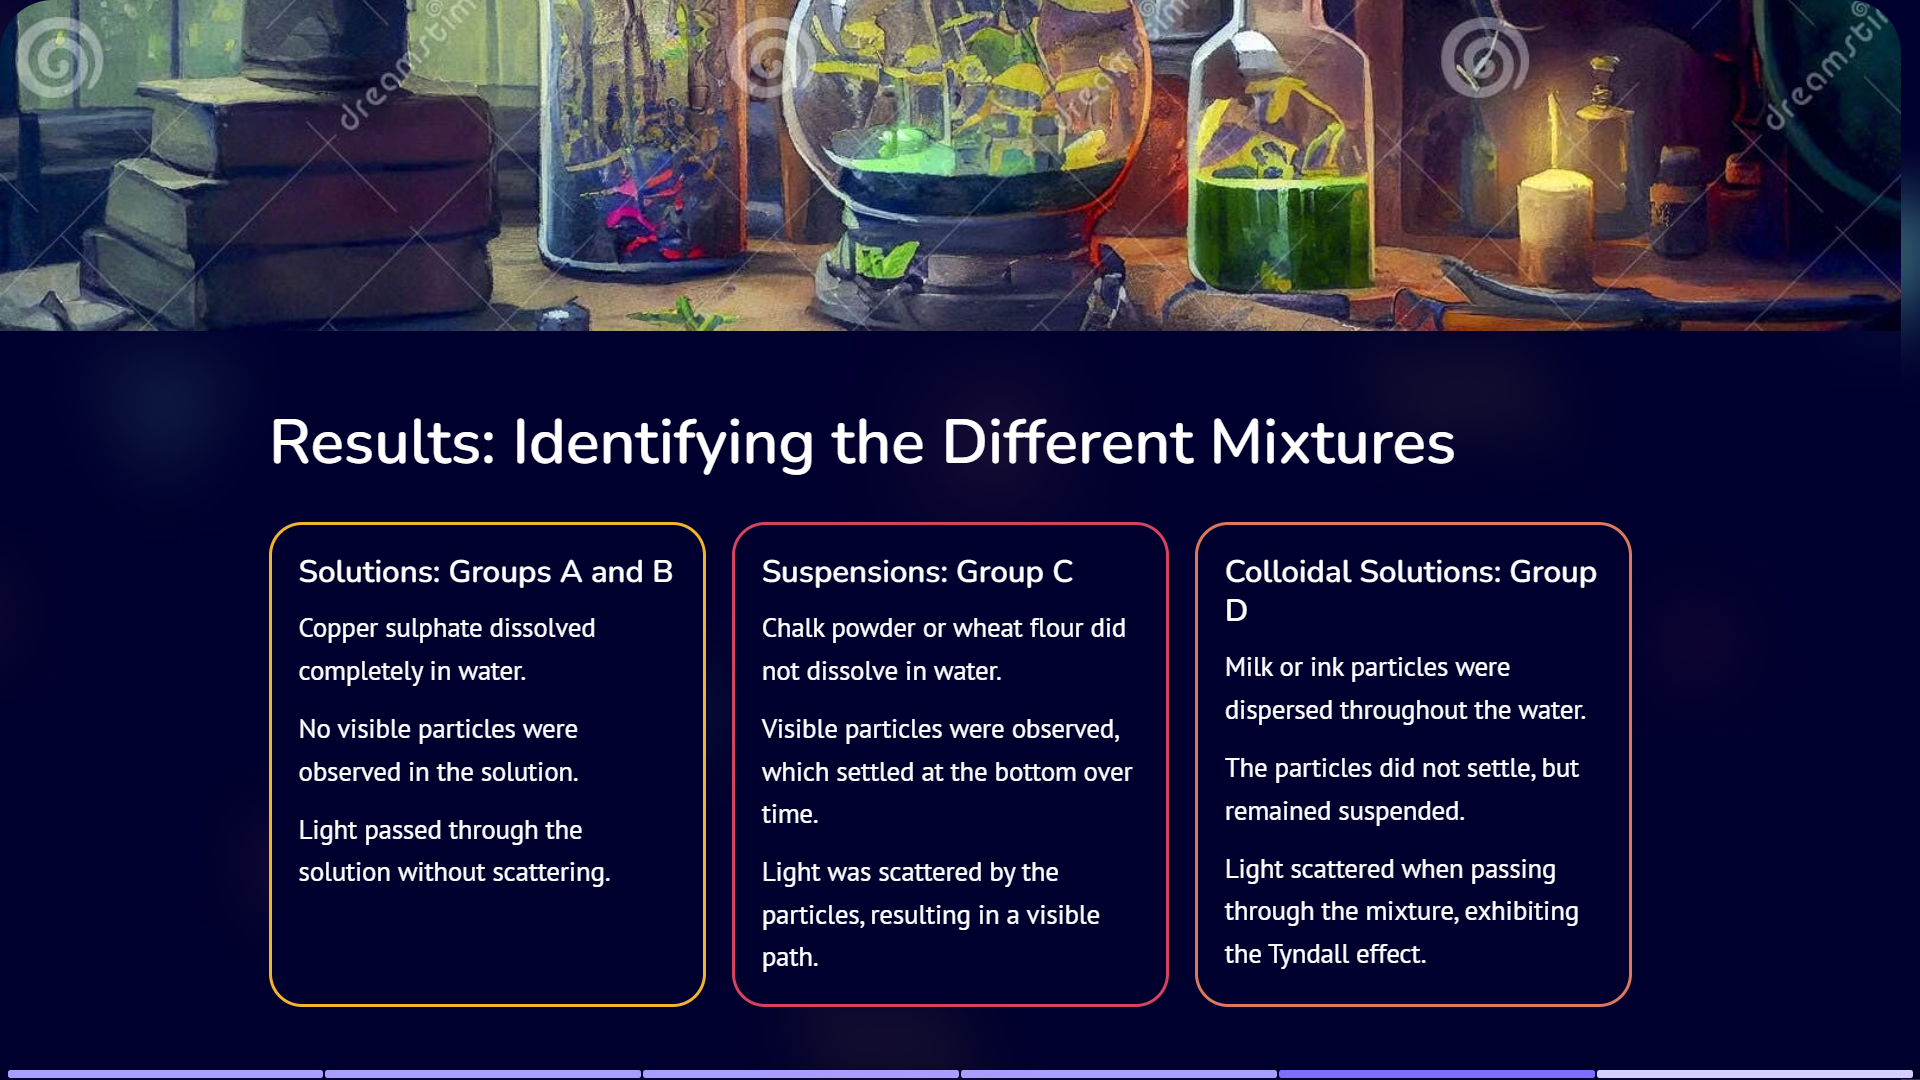 dreamstim
dreamstim
dreamstim
Results: Identifying the Different Mixtures
Solutions: Groups A and B
Copper sulphate dissolved
completely in water.
No visible particles were
observed in the solution.
Light passed through the
solution without scattering.
Suspensions: Group C
Chalk powder or wheat flour did
not dissolve in water.
Visible particles were observed,
which settled at the bottom over
time.
Light was scattered by the
particles, resulting in a visible
path.
Colloidal Solutions: Group
D
Milk or ink particles were
dispersed throughout the water.
The particles did not settle, but
remained suspended.
Light scattered when passing
through the mixture, exhibiting
the Tyndall effect.